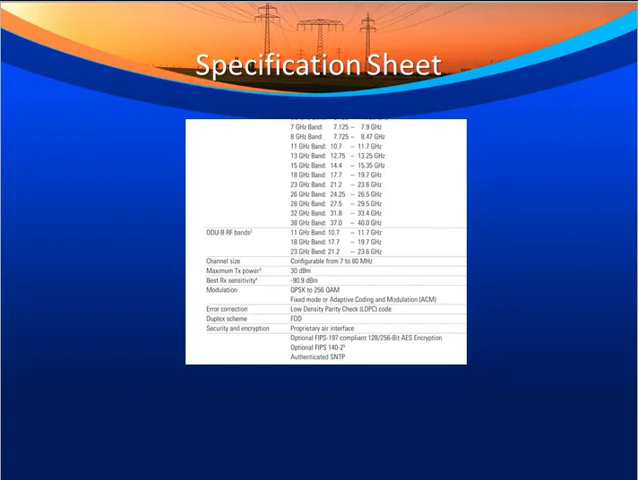 Specification Sheet
7 GHz Band: 7.125 – 7.9 GHz
8 GHz Band: 7.725 – 8.47 GHz
11 GHz Band: 10.7 – 11.7 GHz
13 GHz Band: 12.75 – 13.25 GHz
15 GHz Band: 14.4 – 15.35 GHz
18 GHz Band: 17.7 – 19.7 GHz
23 GHz Band: 21.2 – 23.6 GHz
26 GHz Band: 24.25 – 26.5 GHz
28 GHz Band: 27.5 – 29.5 GHz
32 GHz Band: 31.8 – 33.4 GHz
38 GHz Band: 37.0 – 40.0 GHz
ODU-B RF bands² 11 GHz Band: 10.7 – 11.7 GHz
18 GHz Band: 17.7 – 19.7 GHz
23 GHz Band: 21.2 – 23.6 GHz
Channel size Configurable from 7 to 80 MHz
Maximum Tx power³ 30 dBm
Best Rx sensitivity⁴ -90.9 dBm
Modulation QPSK to 256 QAM
Fixed mode or Adaptive Coding and Modulation (ACM)
Error correction Low Density Parity Check (LDPC) code
Duplex scheme FDD
Security and encryption Proprietary air interface
Optional FIPS-197 compliant 128/256-Bit AES Encryption
Optional FIPS 140-2⁵
Authenticated SNTP